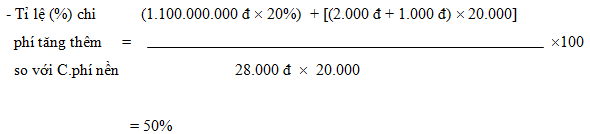 - Tỉ lệ (%) chi (1.100.000.000 đ × 20%) + [(2.000 đ + 1.000 đ) × 20.000]
phí tăng thêm = ×100
so với C.phí nền 28.000 đ × 20.000
= 50%